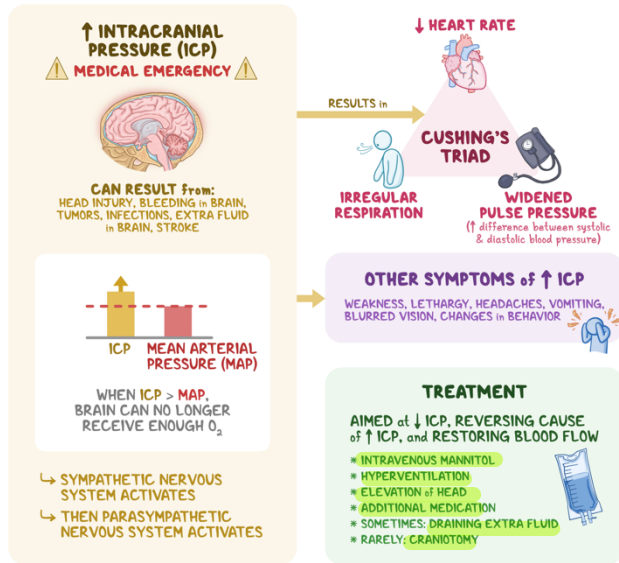 ↑ INTRACRANIAL
PRESSURE (ICP)
MEDICAL EMERGENCY
CAN RESULT from:
HEAD INJURY, BLEEDING in BRAIN,
TUMORS, INFECTIONS, EXTRA FLUID
in BRAIN, STROKE
ICP
MEAN ARTERIAL
PRESSURE (MAP)
WHEN ICP > MAP,
BRAIN CAN NO LONGER
RECEIVE ENOUGH O₂
↳ SYMPATHETIC NERVOUS
SYSTEM ACTIVATES
↳ THEN PARASYMPATHETIC
NERVOUS SYSTEM ACTIVATES
RESULTS in
↓ HEART RATE
CUSHING'S
TRIAD
IRREGULAR
RESPIRATION
WIDENED
PULSE PRESSURE
(↑ difference between systolic
& diastolic blood pressure)
OTHER SYMPTOMS of ↑ ICP
WEAKNESS, LETHARGY, HEADACHES, VOMITING,
BLURRED VISION, CHANGES in BEHAVIOR
TREATMENT
AIMED at ↓ ICP, REVERSING CAUSE
of ↑ ICP, and RESTORING BLOOD FLOW
* INTRAVENOUS MANNITOL
* HYPERVENTILATION
* ELEVATION of HEAD
* ADDITIONAL MEDICATION
* SOMETIMES: DRAINING EXTRA FLUID
* RARELY: CRANIOTOMY